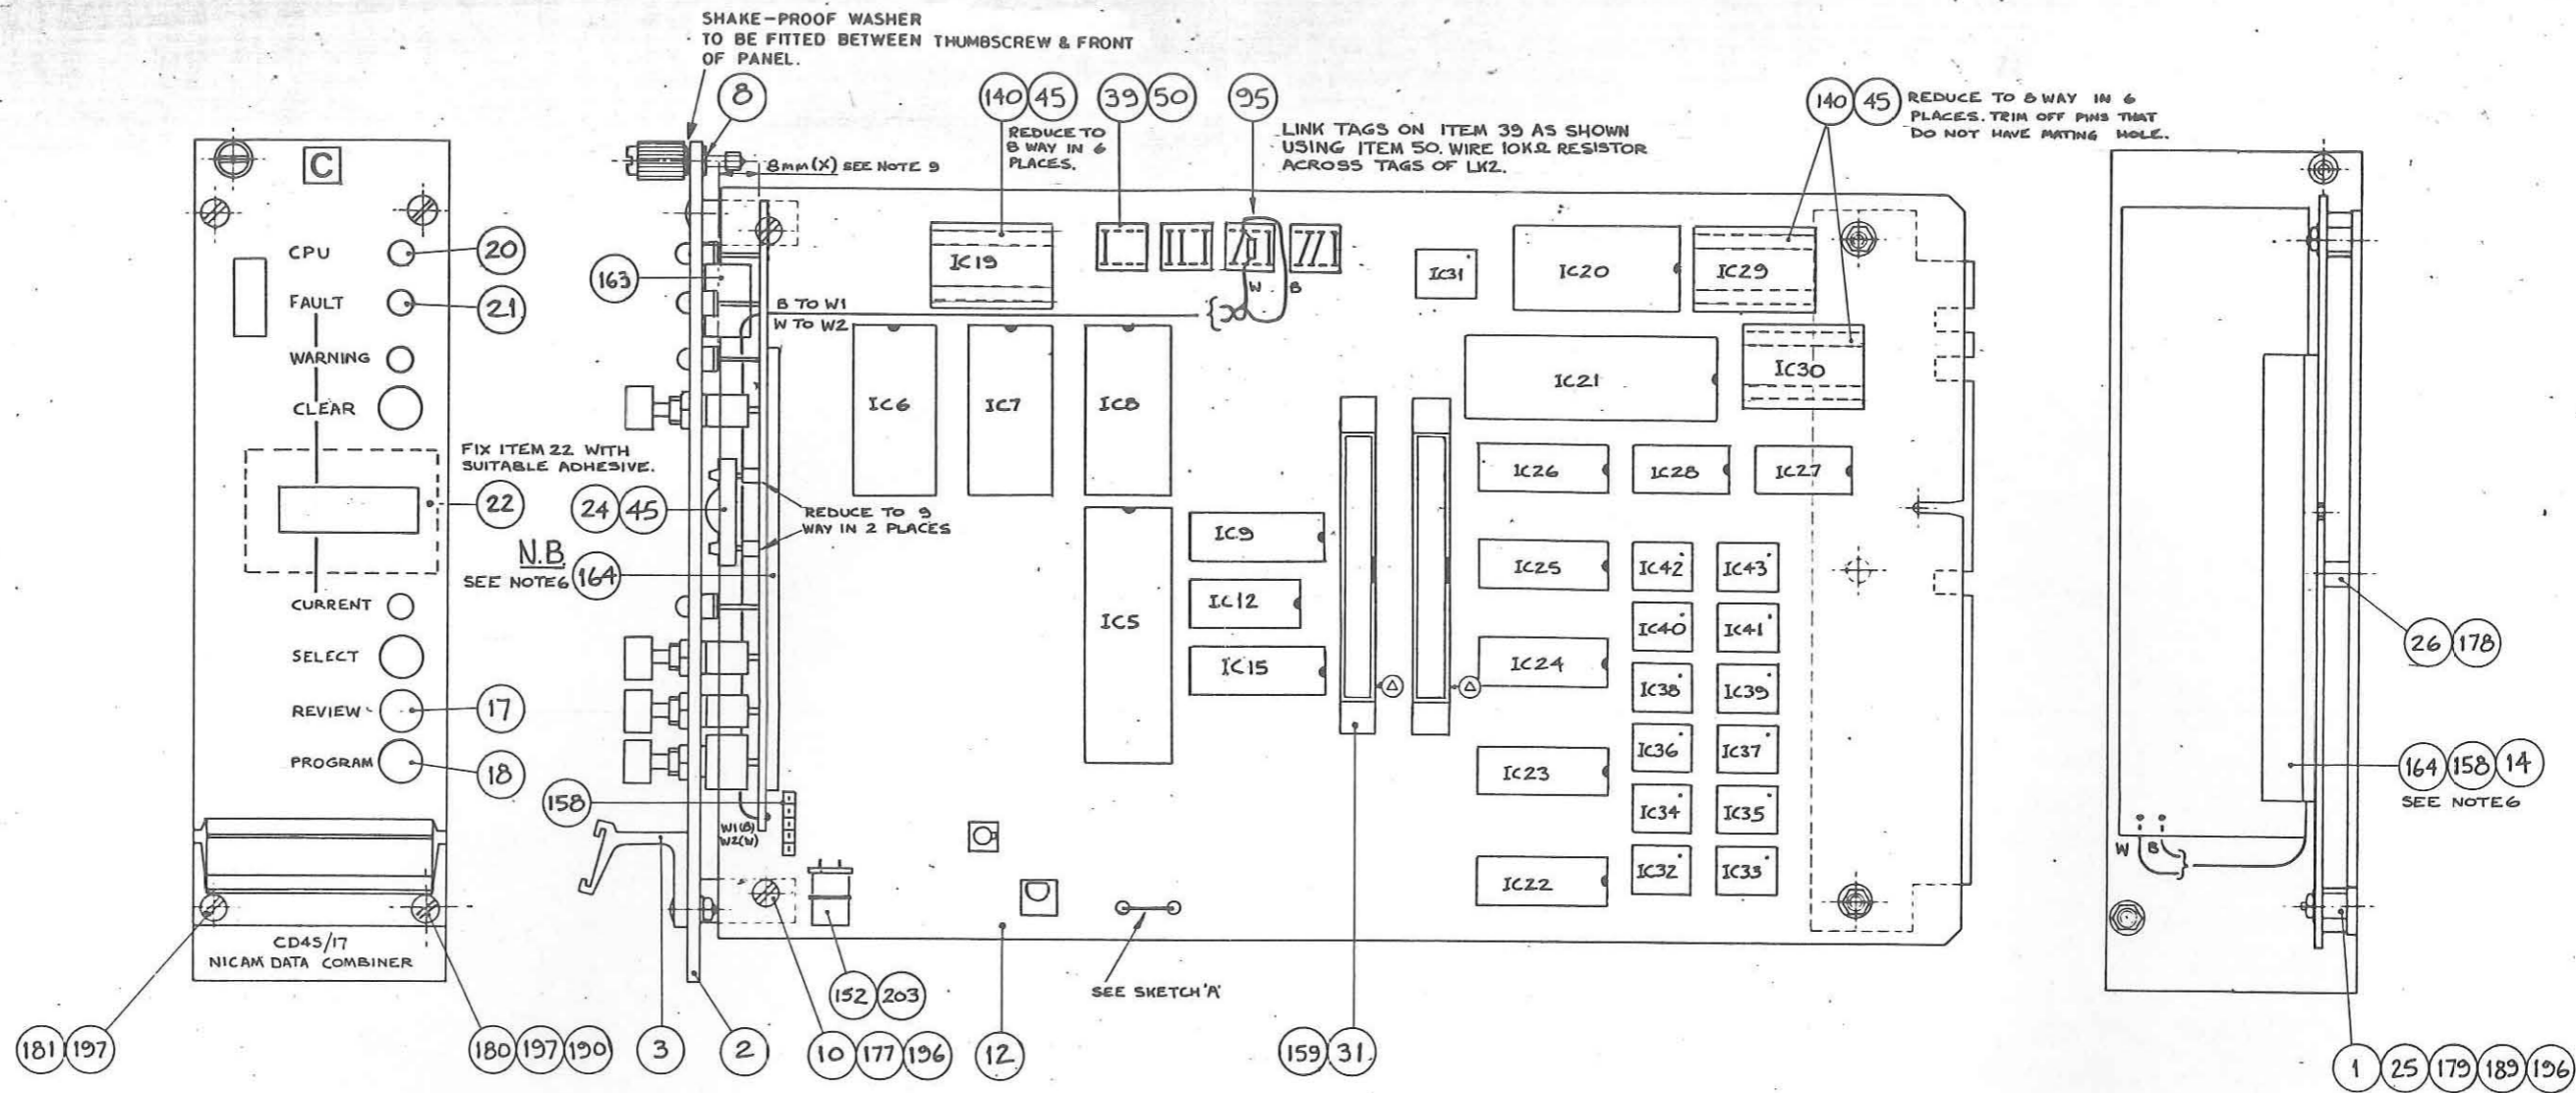 SHAKE-PROOF WASHER
TO BE FITTED BETWEEN THUMBSCREW & FRONT
OF PANEL.
8
140 45
REDUCE TO
8 WAY IN 6
PLACES.
39 50
95
LINK TAGS ON ITEM 39 AS SHOWN
USING ITEM 50. WIRE 10KΩ RESISTOR
ACROSS TAGS OF LK2.
140 45
REDUCE TO 8 WAY IN 6
PLACES. TRIM OFF PINS THAT
DO NOT HAVE MATING HOLE.
8mm(X) SEE NOTE 9
C
CPU
20
FAULT
21
WARNING
CLEAR
FIX ITEM 22 WITH
SUITABLE ADHESIVE.
22
CURRENT
SELECT
REVIEW
17
PROGRAM
18
CD45/17
NICAM DATA COMBINER
181 197
180 197 190
163
B TO W1
W TO W2
24 45
REDUCE TO 9
WAY IN 2 PLACES
N.B.
SEE NOTE6
164
158
W1(B)
W2(W)
3
2
152 203
10 177 196
12
SEE SKETCH 'A'
159 31
IC19
W B
IC31
IC20
IC29
IC30
IC21
IC6
IC7
IC8
IC26
IC28
IC27
IC9
IC12
IC15
IC5
IC25
IC42
IC43
IC40
IC41
IC24
IC38
IC39
IC36
IC37
IC23
IC34
IC35
IC32
IC33
IC22
26 178
164 158 14
SEE NOTE6
W B
1 25 179 189 196